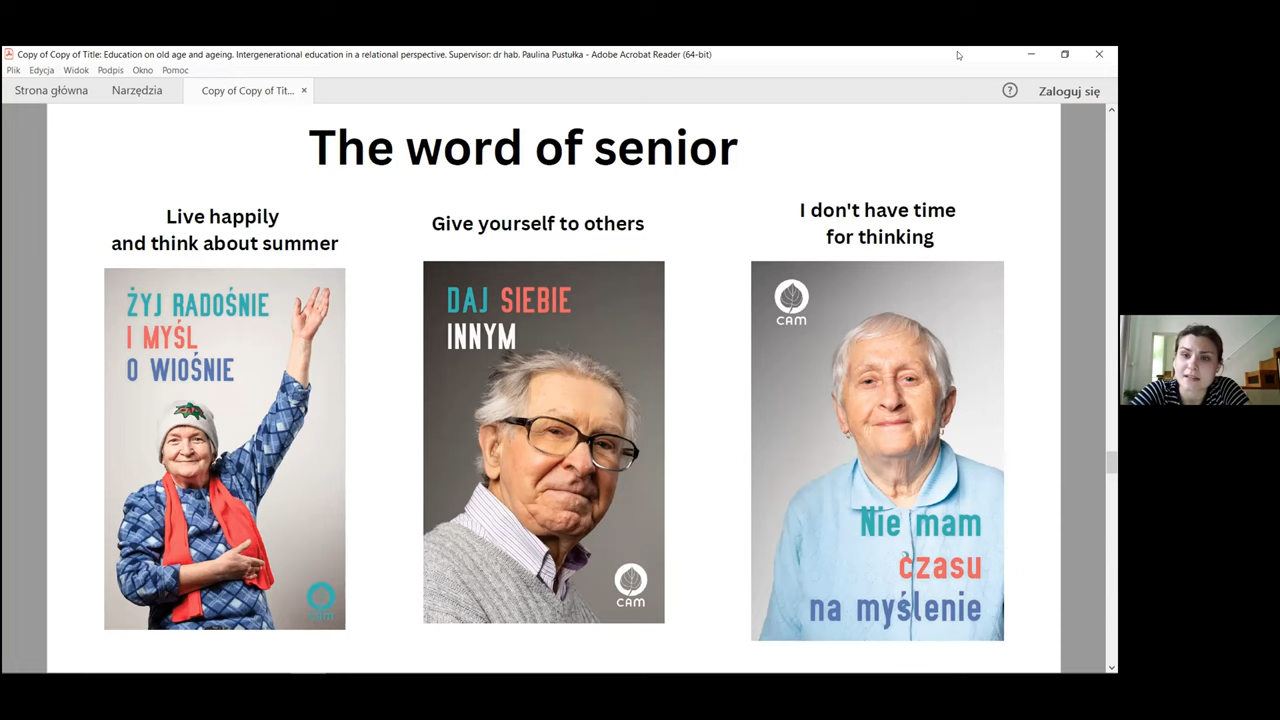 Copy of Copy of Title: Education on old age and ageing. Intergenerational education in a relational perspective. Supervisor: dr hab. Paulina Pustułka - Adobe Acrobat Reader (64-bit)
Plik Edycja Widok Podpis Okno Pomoc
Strona główna Narzędzia Copy of Copy of Tit... × ? Zaloguj się
The word of senior
Live happily
and think about summer
ŻYJ RADOŚNIE
I MYŚL
O WIOŚNIE
CAM
Give yourself to others
DAJ SIEBIE
INNYM
CAM
I don't have time
for thinking
CAM
Nie mam
czasu
na myślenie